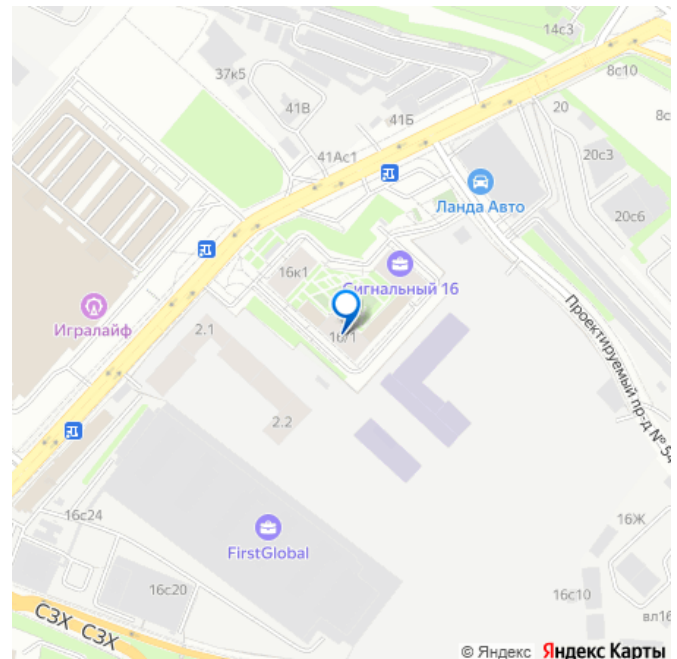 14с3
37к5
8с10
41В
41Б
20
8с
41Ас1
20с3
Ланда Авто
20с6
16к1
Сигнальный 16
Игралайф
2.1
16/1
Проектируемый пр-д № 54
2.2
16с24
16Ж
FirstGlobal
16с20
16с10
вл16
СЗХ СЗХ
© Яндекс Яндекс Карты